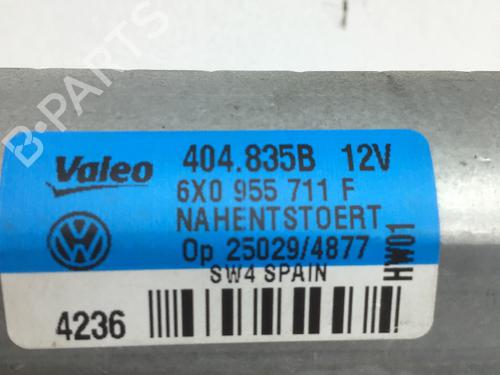 B-PARTS
Valeo 404.835B 12V
6X0 955 711 F
NAHENTSTOERT
Op 25029/4877
SW4 SPAIN
HW01
4236